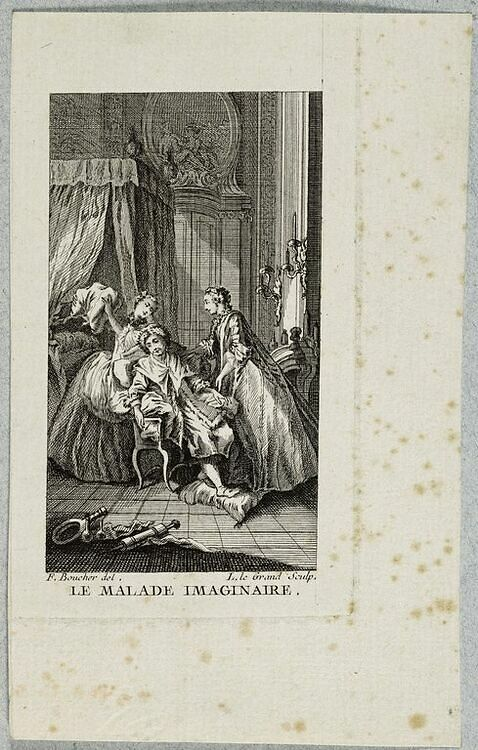 F. Boucher del.
L. le Grand Sculp.
LE MALADE IMAGINAIRE.